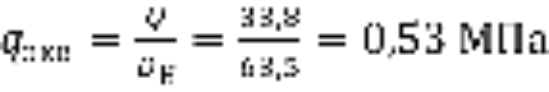 q = Q / = 33,8 / 63,5 = 0,53 МПа